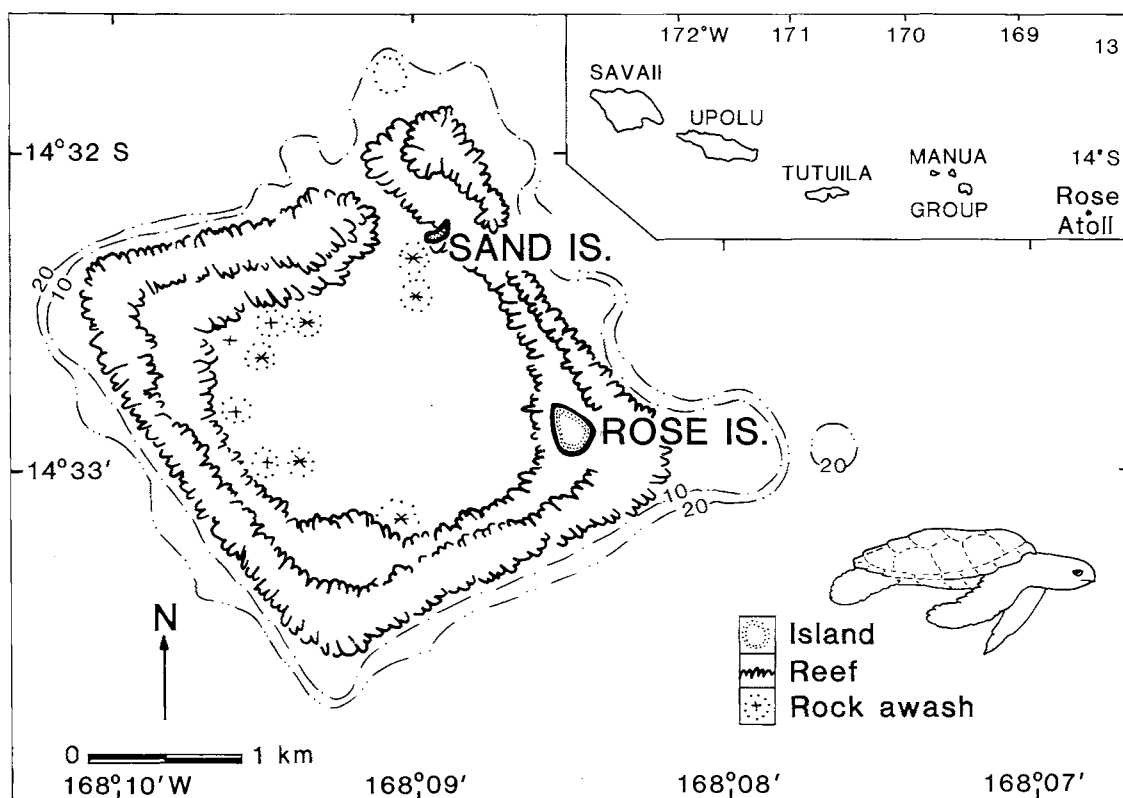 172°W 171 170 169
13
SAVAII
UPOLU
14°32 S
TUTUILA
MANUA
GROUP
14°S
Rose
Atoll
SAND IS.
20
10
ROSE IS.
14°33'
20
10
20
N
Island
Reef
Rock awash
0 1 km
168°10'W 168°09' 168°08' 168°07'